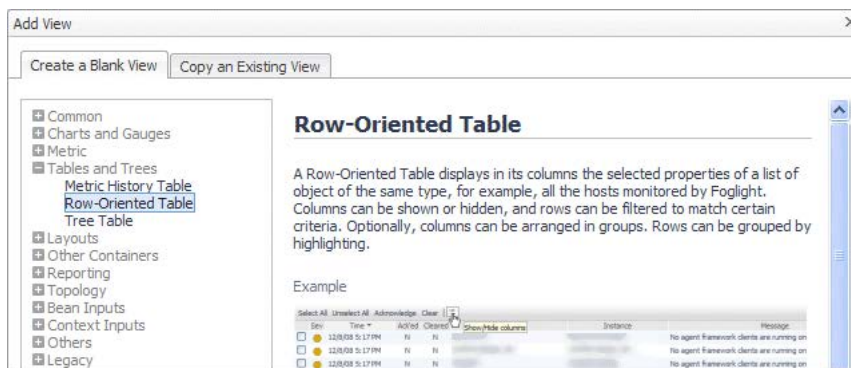 Add View
Create a Blank View
Copy an Existing View
Common
Charts and Gauges
Metric
Tables and Trees
Metric History Table
Row-Oriented Table
Tree Table
Layouts
Other Containers
Reporting
Topology
Bean Inputs
Context Inputs
Others
Legacy
Row-Oriented Table
A Row-Oriented Table displays in its columns the selected properties of a list of
object of the same type, for example, all the hosts monitored by Foglight.
Columns can be shown or hidden, and rows can be filtered to match certain
criteria. Optionally, columns can be arranged in groups. Rows can be grouped by
highlighting.
Example
Select All Unselect All Acknowledge Clear
Sev Time Ack'ed Cleared Show/Hide columns Instance Message
12/8/08 5:17 PM N N No agent framework clients are running on
12/8/08 5:17 PM N N No agent framework clients are running on
12/8/08 5:17 PM N N No agent framework clients are running on